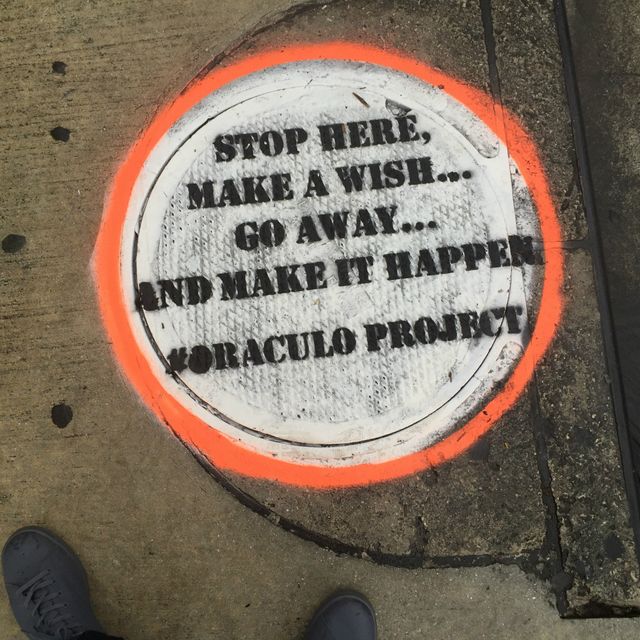 STOP HERE,
MAKE A WISH...
GO AWAY...
AND MAKE IT HAPPEN.
#ORACULO PROJECT